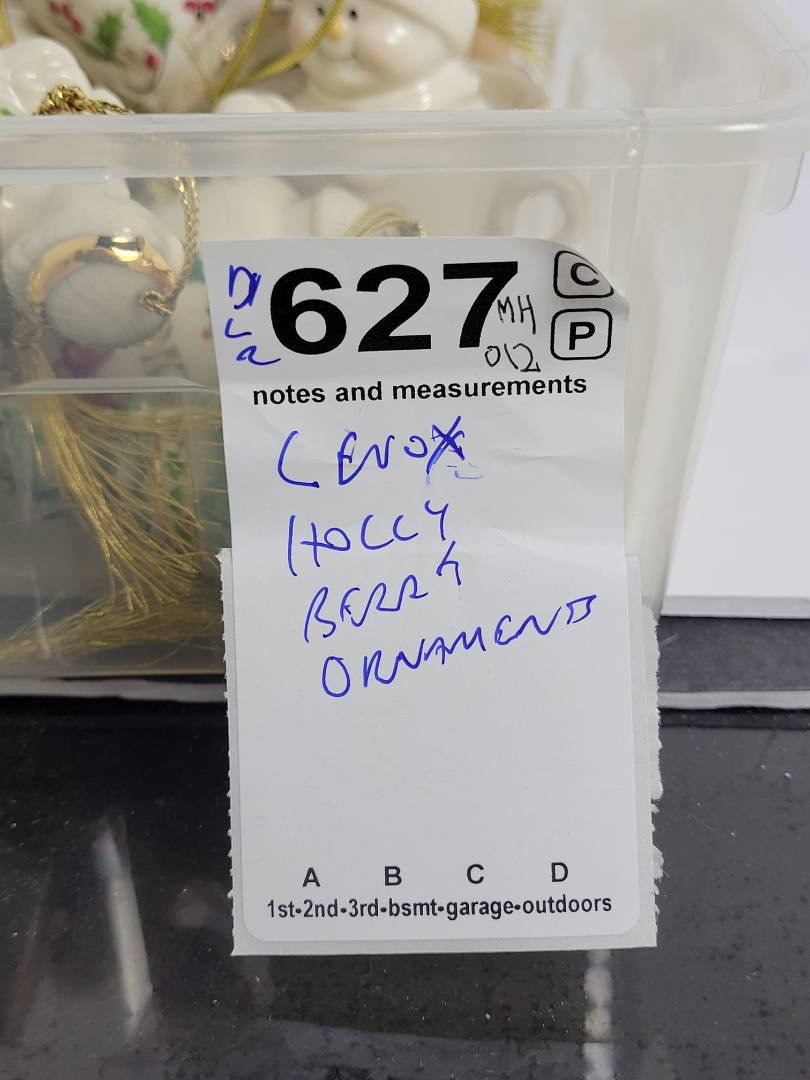 627
C
P
MH
012
notes and measurements
LENOX
HOLLY
BERRY
ORNAMENTS
A B C D
1st-2nd-3rd-bsmt-garage-outdoors